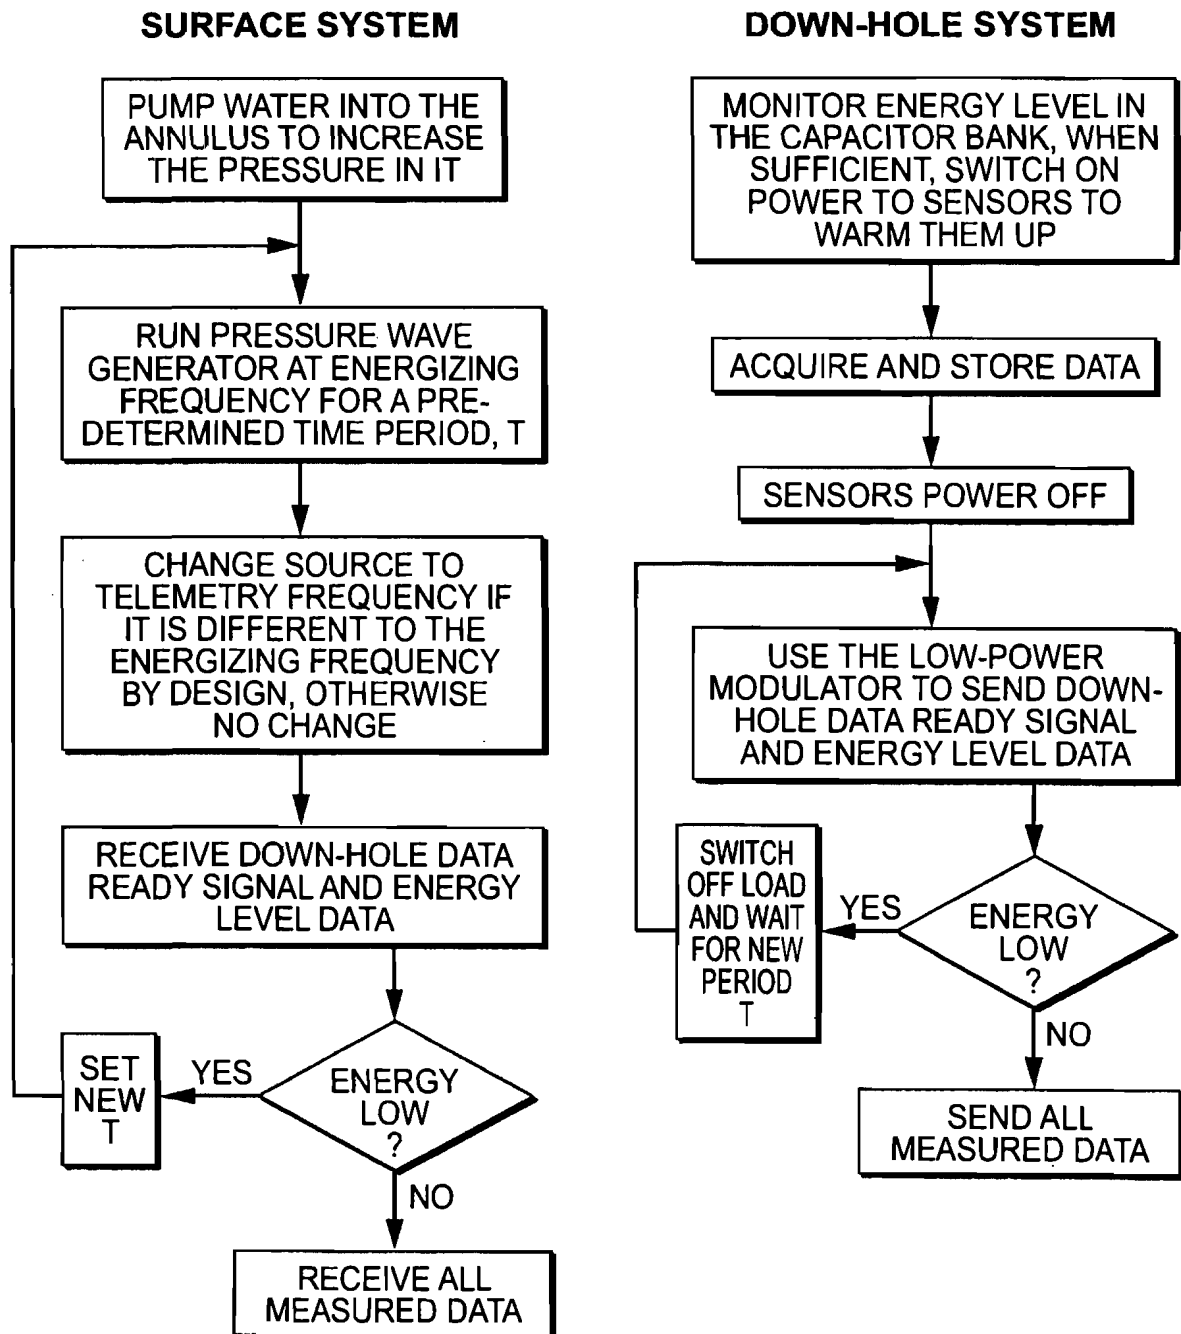 SURFACE SYSTEM
PUMP WATER INTO THE
ANNULUS TO INCREASE
THE PRESSURE IN IT
RUN PRESSURE WAVE
GENERATOR AT ENERGIZING
FREQUENCY FOR A PRE-
DETERMINED TIME PERIOD, T
CHANGE SOURCE TO
TELEMETRY FREQUENCY IF
IT IS DIFFERENT TO THE
ENERGIZING FREQUENCY
BY DESIGN, OTHERWISE
NO CHANGE
RECEIVE DOWN-HOLE DATA
READY SIGNAL AND ENERGY
LEVEL DATA
ENERGY
LOW
?
YES
SET
NEW
T
NO
RECEIVE ALL
MEASURED DATA
DOWN-HOLE SYSTEM
MONITOR ENERGY LEVEL IN
THE CAPACITOR BANK, WHEN
SUFFICIENT, SWITCH ON
POWER TO SENSORS TO
WARM THEM UP
ACQUIRE AND STORE DATA
SENSORS POWER OFF
USE THE LOW-POWER
MODULATOR TO SEND DOWN-
HOLE DATA READY SIGNAL
AND ENERGY LEVEL DATA
ENERGY
LOW
?
YES
SWITCH
OFF LOAD
AND WAIT
FOR NEW
PERIOD
T
NO
SEND ALL
MEASURED DATA